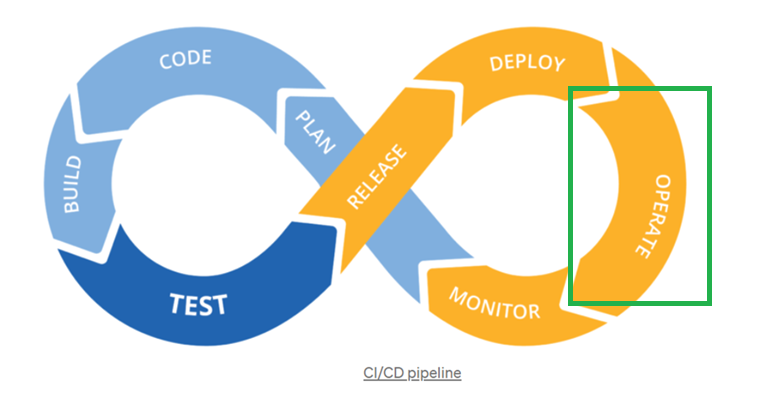 CODE
DEPLOY
PLAN
BUILD
RELEASE
OPERATE
TEST
MONITOR
CI/CD pipeline